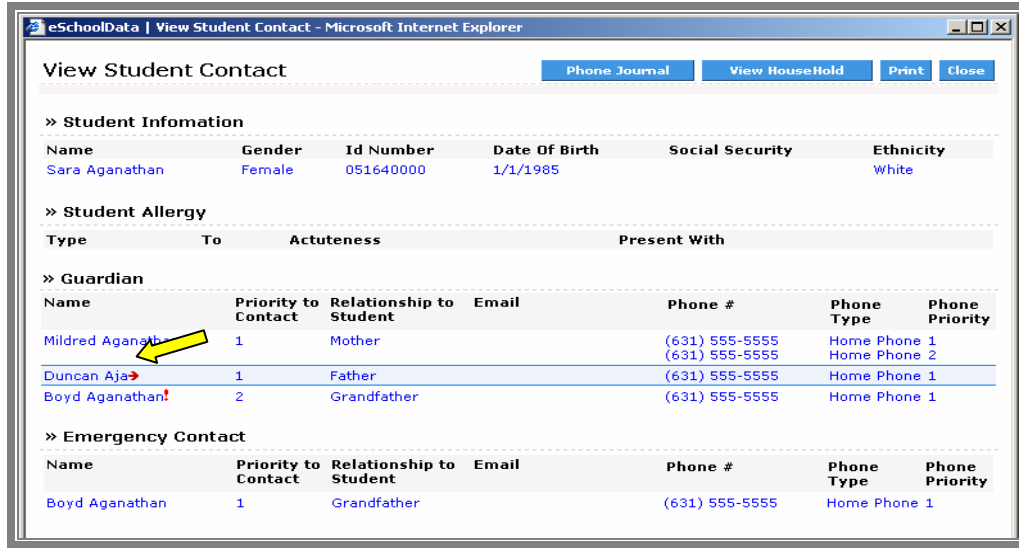 eSchoolData | View Student Contact - Microsoft Internet Explorer
View Student Contact Phone Journal View HouseHold Print Close
» Student Infomation
Name Gender Id Number Date Of Birth Social Security Ethnicity
Sara Aganathan Female 051640000 1/1/1985 White
» Student Allergy
Type To Actuteness Present With
» Guardian
Name Priority to Contact Relationship to Student Email Phone # Phone Type Phone Priority
Mildred 1 Mother (631) 555-5555 Home Phone 1
(631) 555-5555 Home Phone 2
Duncan Aja 1 Father (631) 555-5555 Home Phone 1
Boyd Aganathan! 2 Grandfather (631) 555-5555 Home Phone 1
» Emergency Contact
Name Priority to Contact Relationship to Student Email Phone # Phone Type Phone Priority
Boyd Aganathan 1 Grandfather (631) 555-5555 Home Phone 1